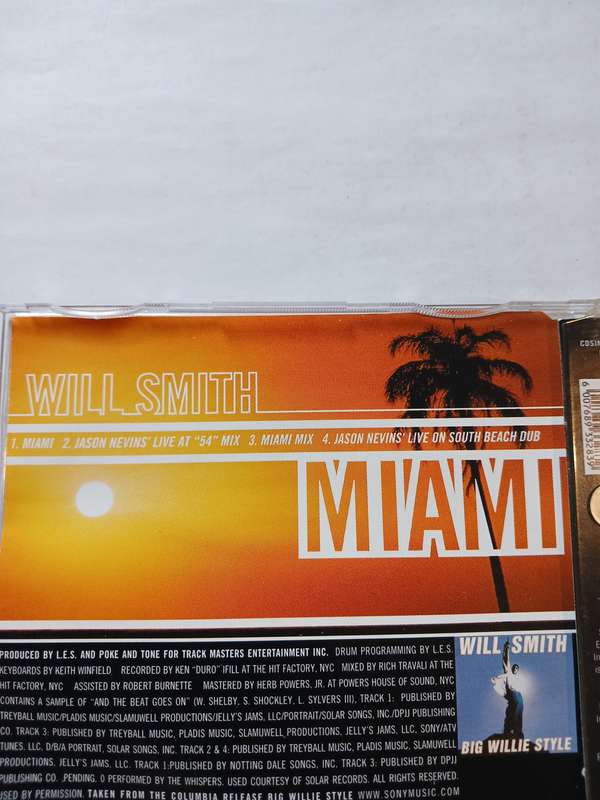 WILL SMITH
1. MIAMI 2. JASON NEVINS' LIVE AT "54" MIX 3. MIAMI MIX 4. JASON NEVINS' LIVE ON SOUTH BEACH DUB
MIAMI
PRODUCED BY L.E.S. AND POKE AND TONE FOR TRACK MASTERS ENTERTAINMENT INC. DRUM PROGRAMMING BY L.E.S.
KEYBOARDS BY KEITH WINFIELD RECORDED BY KEN "DURO" IFILL AT THE HIT FACTORY, NYC MIXED BY RICH TRAVALI AT THE
HIT FACTORY, NYC ASSISTED BY ROBERT BURNETTE MASTERED BY HERB POWERS, JR. AT POWERS HOUSE OF SOUND, NYC
CONTAINS A SAMPLE OF "AND THE BEAT GOES ON" (W. SHELBY, S. SHOCKLEY, L. SYLVERS III), TRACK 1: PUBLISHED BY
TREYBALL MUSIC/PLADIS MUSIC/SLAMUWELL PRODUCTIONS/JELLY'S JAMS, LLC/PORTRAIT/SOLAR SONGS, INC/DPJJ PUBLISHING
CO. TRACK 3: PUBLISHED BY TREYBALL MUSIC, PLADIS MUSIC, SLAMUWELL PRODUCTIONS, JELLY'S JAMS, LLC, SONY/ATV
TUNES. LLC. D/B/A PORTRAIT, SOLAR SONGS, INC. TRACK 2 & 4: PUBLISHED BY TREYBALL MUSIC, PLADIS MUSIC, SLAMUWELL
PRODUCTIONS, JELLY'S JAMS, LLC. TRACK 1:PUBLISHED BY NOTTING DALE SONGS, INC. TRACK 3: PUBLISHED BY DPJJ
PUBLISHING CO. ,PENDING. 0 PERFORMED BY THE WHISPERS. USED COURTESY OF SOLAR RECORDS. ALL RIGHTS RESERVED.
USED BY PERMISSION. TAKEN FROM THE COLUMBIA RELEASE BIG WILLIE STYLE WWW.SONYMUSIC.COM
WILL SMITH
BIG WILLIE STYLE
CDSIN
6 007689 332839